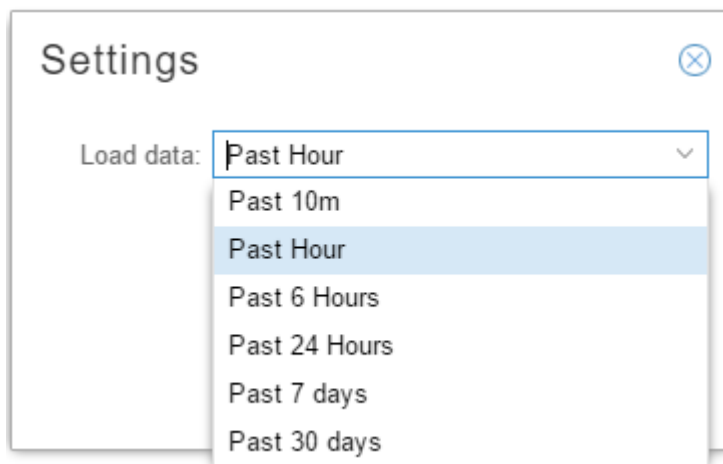 Settings
Load data: Past Hour
Past 10m
Past Hour
Past 6 Hours
Past 24 Hours
Past 7 days
Past 30 days